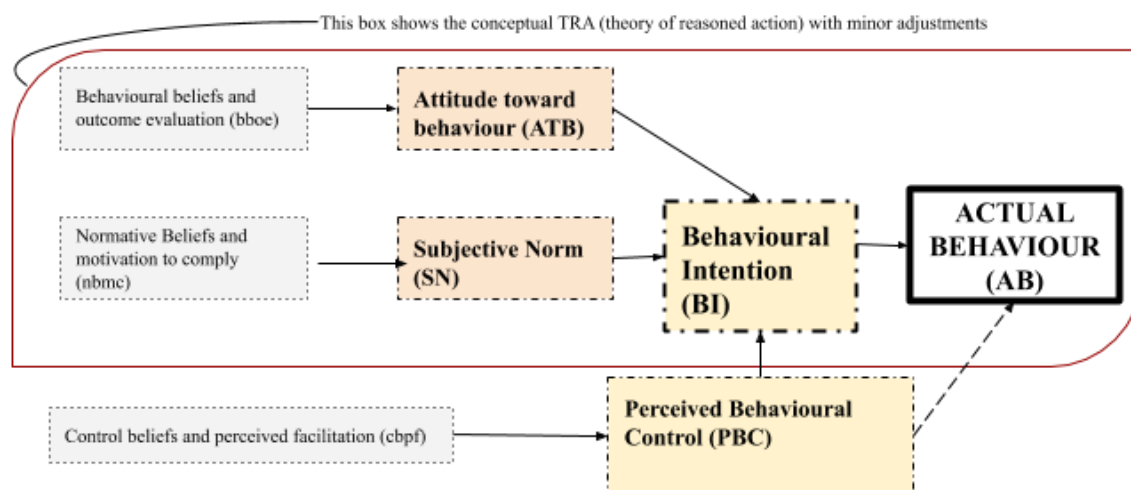 This box shows the conceptual TRA (theory of reasoned action) with minor adjustments
Behavioural beliefs and
outcome evaluation (bboe)
Attitude toward
behaviour (ATB)
Normative Beliefs and
motivation to comply
(nbmc)
Subjective Norm
(SN)
Behavioural
Intention
(BI)
ACTUAL
BEHAVIOUR
(AB)
Control beliefs and perceived facilitation (cbpf)
Perceived Behavioural
Control (PBC)